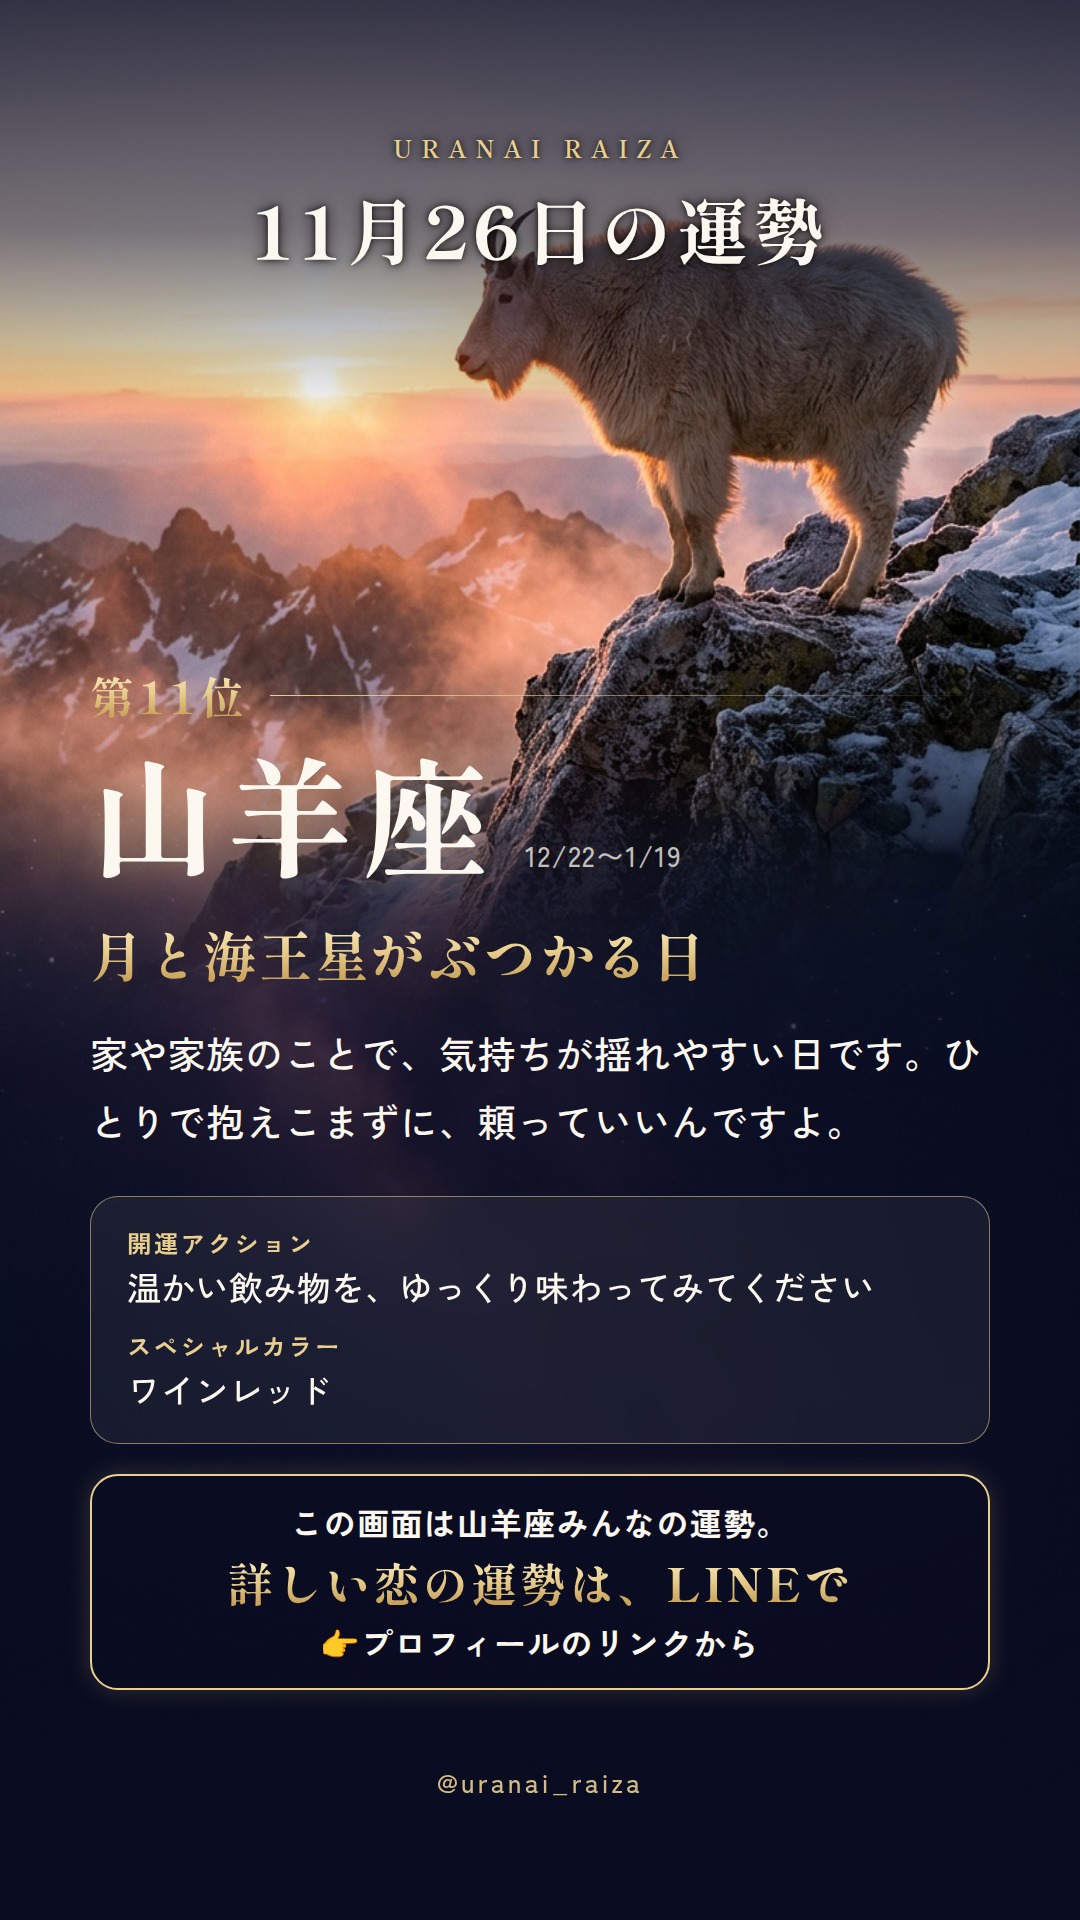 URANAI RAIZA
11月26日の運勢
第11位
山羊座 12/22〜1/19
月と海王星がぶつかる日
家や家族のことで、気持ちが揺れやすい日です。ひ
とりで抱えこまずに、頼っていいんですよ。
開運アクション
温かい飲み物を、ゆっくり味わってみてください
スペシャルカラー
ワインレッド
この画面は山羊座みんなの運勢。
詳しい恋の運勢は、LINEで
👉プロフィールのリンクから
@uranai_raiza